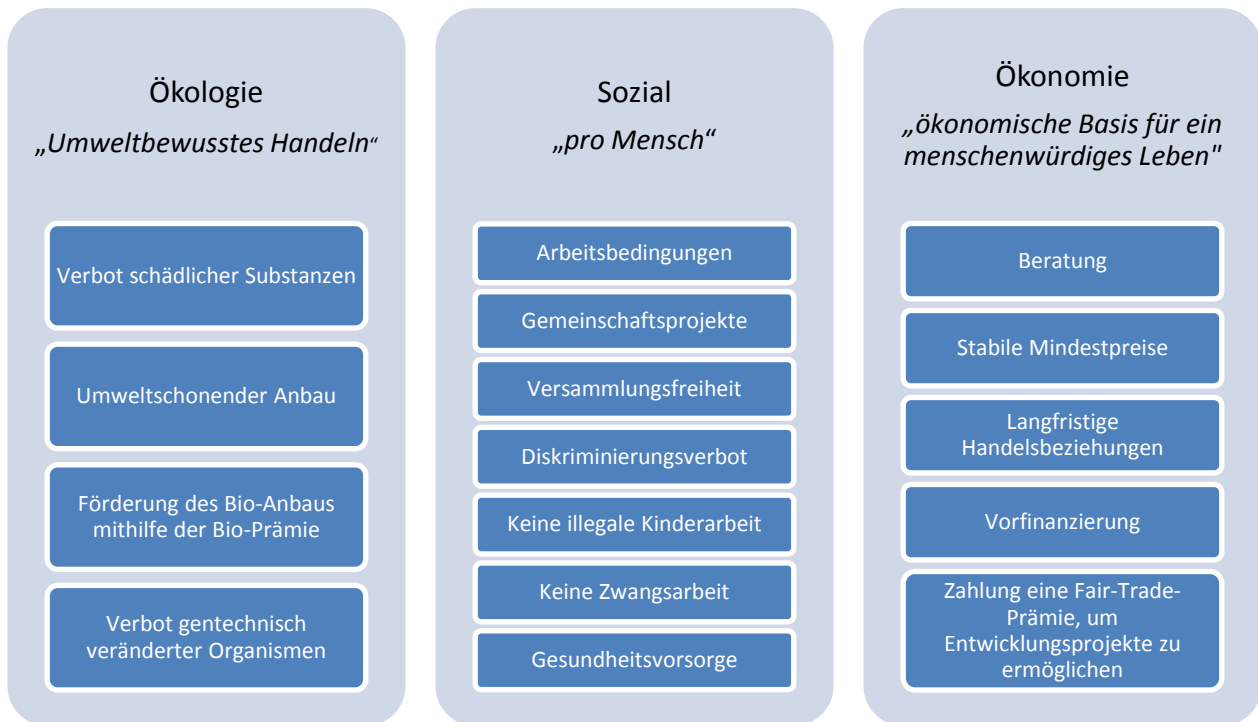 Ökologie
„Umweltbewusstes Handeln“
Verbot schädlicher Substanzen
Umweltschonender Anbau
Förderung des Bio-Anbaus
mithilfe der Bio-Prämie
Verbot gentechnisch
veränderter Organismen
Sozial
„pro Mensch“
Arbeitsbedingungen
Gemeinschaftsprojekte
Versammlungsfreiheit
Diskriminierungsverbot
Keine illegale Kinderarbeit
Keine Zwangsarbeit
Gesundheitsvorsorge
Ökonomie
„ökonomische Basis für ein
menschenwürdiges Leben"
Beratung
Stabile Mindestpreise
Langfristige
Handelsbeziehungen
Vorfinanzierung
Zahlung eine Fair-Trade-
Prämie, um
Entwicklungsprojekte zu
ermöglichen